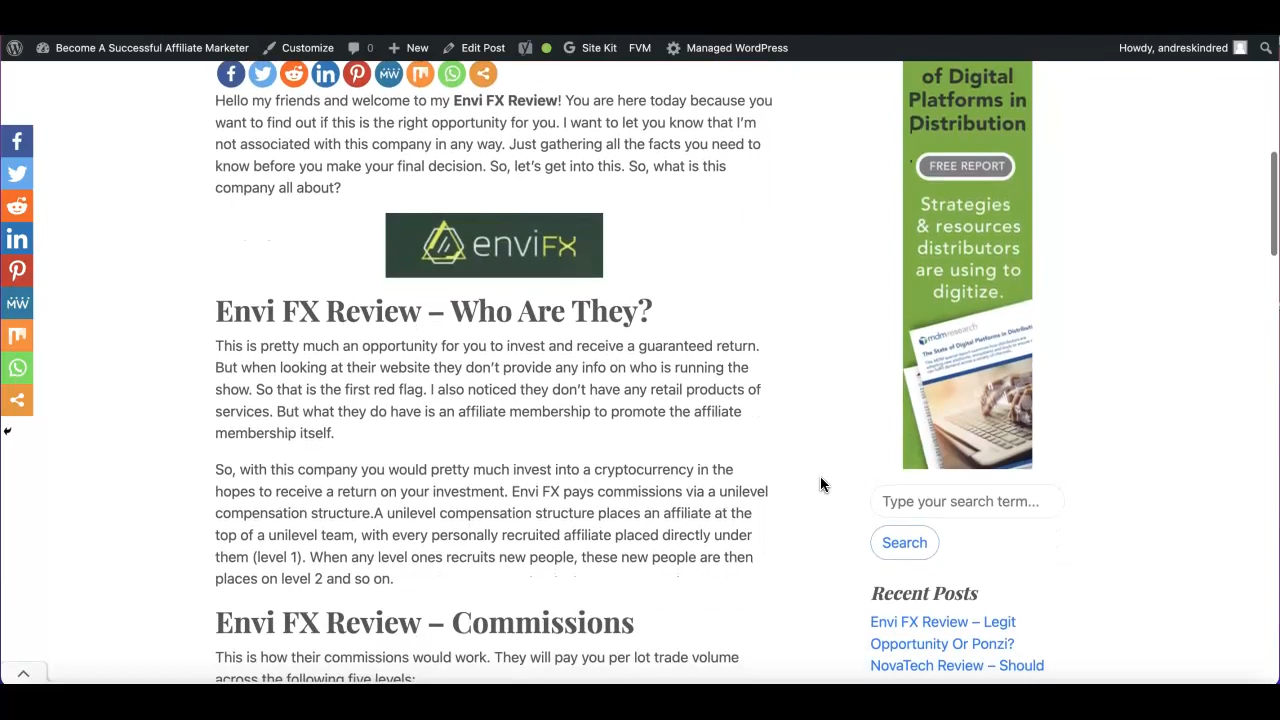 Become A Successful Affiliate Marketer Customize 0 New Edit Post Site Kit FVM Managed WordPress Howdy, andreskindred
Hello my friends and welcome to my Envi FX Review! You are here today because you
want to find out if this is the right opportunity for you. I want to let you know that I'm
not associated with this company in any way. Just gathering all the facts you need to
know before you make your final decision. So, let's get into this. So, what is this
company all about?
enviFX
Envi FX Review – Who Are They?
This is pretty much an opportunity for you to invest and receive a guaranteed return.
But when looking at their website they don't provide any info on who is running the
show. So that is the first red flag. I also noticed they don't have any retail products of
services. But what they do have is an affiliate membership to promote the affiliate
membership itself.
So, with this company you would pretty much invest into a cryptocurrency in the
hopes to receive a return on your investment. Envi FX pays commissions via a unilevel
compensation structure.A unilevel compensation structure places an affiliate at the
top of a unilevel team, with every personally recruited affiliate placed directly under
them (level 1). When any level ones recruits new people, these new people are then
places on level 2 and so on.
Envi FX Review – Commissions
This is how their commissions would work. They will pay you per lot trade volume
across the following five levels:
of Digital
Platforms in
Distribution
FREE REPORT
Strategies
& resources
distributors
are using to
digitize.
mdmresearch
The State of Digital Platforms in Distributi
Type your search term...
Search
Recent Posts
Envi FX Review – Legit
Opportunity Or Ponzi?
NovaTech Review – Should